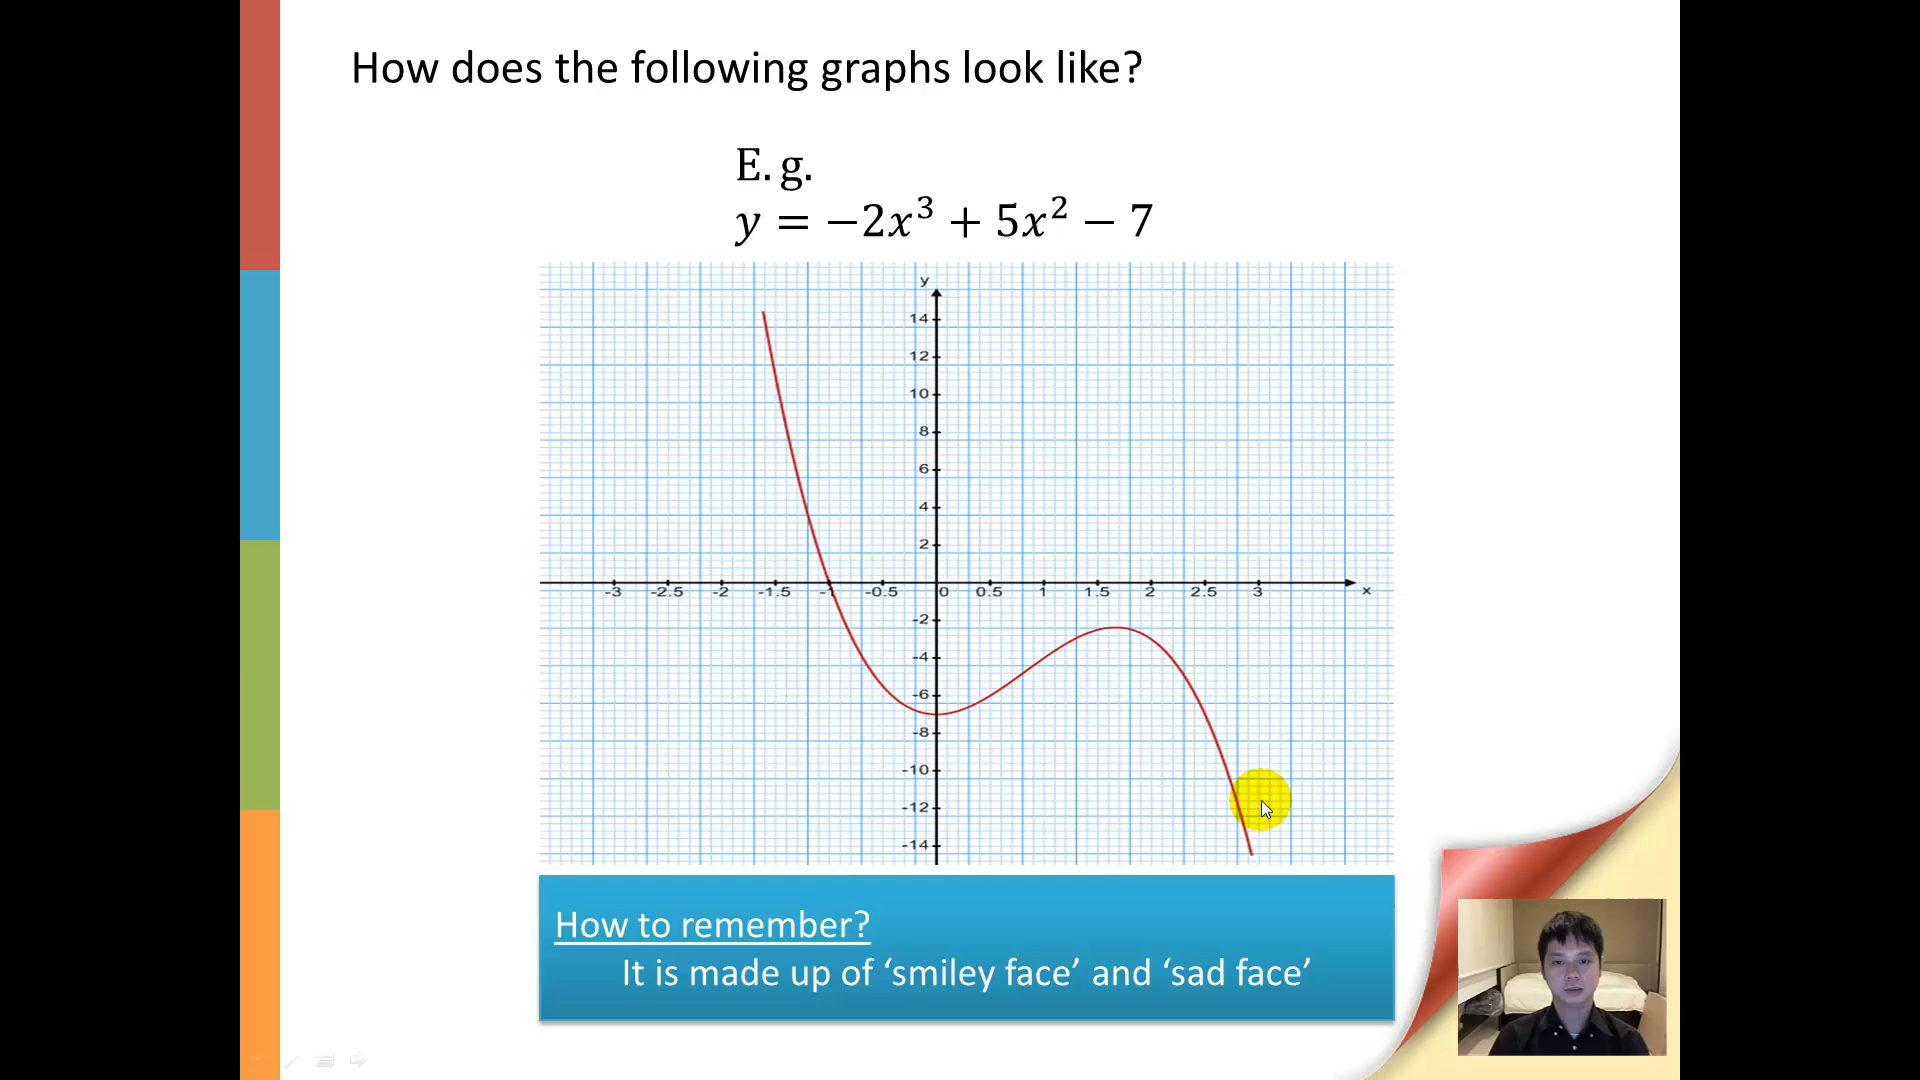 How does the following graphs look like?
E. g.
y = −2x³ + 5x² − 7
y
14
12
10
8
6
4
2
-3 -2.5 -2 -1.5 -1 -0.5 0 0.5 1 1.5 2 2.5 3 x
-2
-4
-6
-8
-10
-12
-14
How to remember?
It is made up of ‘smiley face’ and ‘sad face’